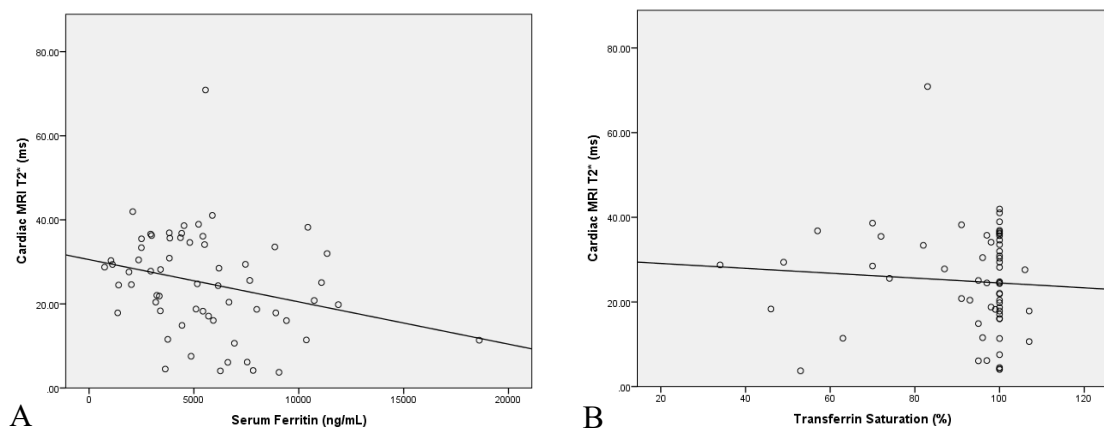 80.00
60.00
40.00
20.00
.00
Cardiac MRI T2* (ms)
0 5000 10000 15000 20000
Serum Ferritin (ng/mL)
A
80.00
60.00
40.00
20.00
.00
Cardiac MRI T2* (ms)
20 40 60 80 100 120
Transferrin Saturation (%)
B